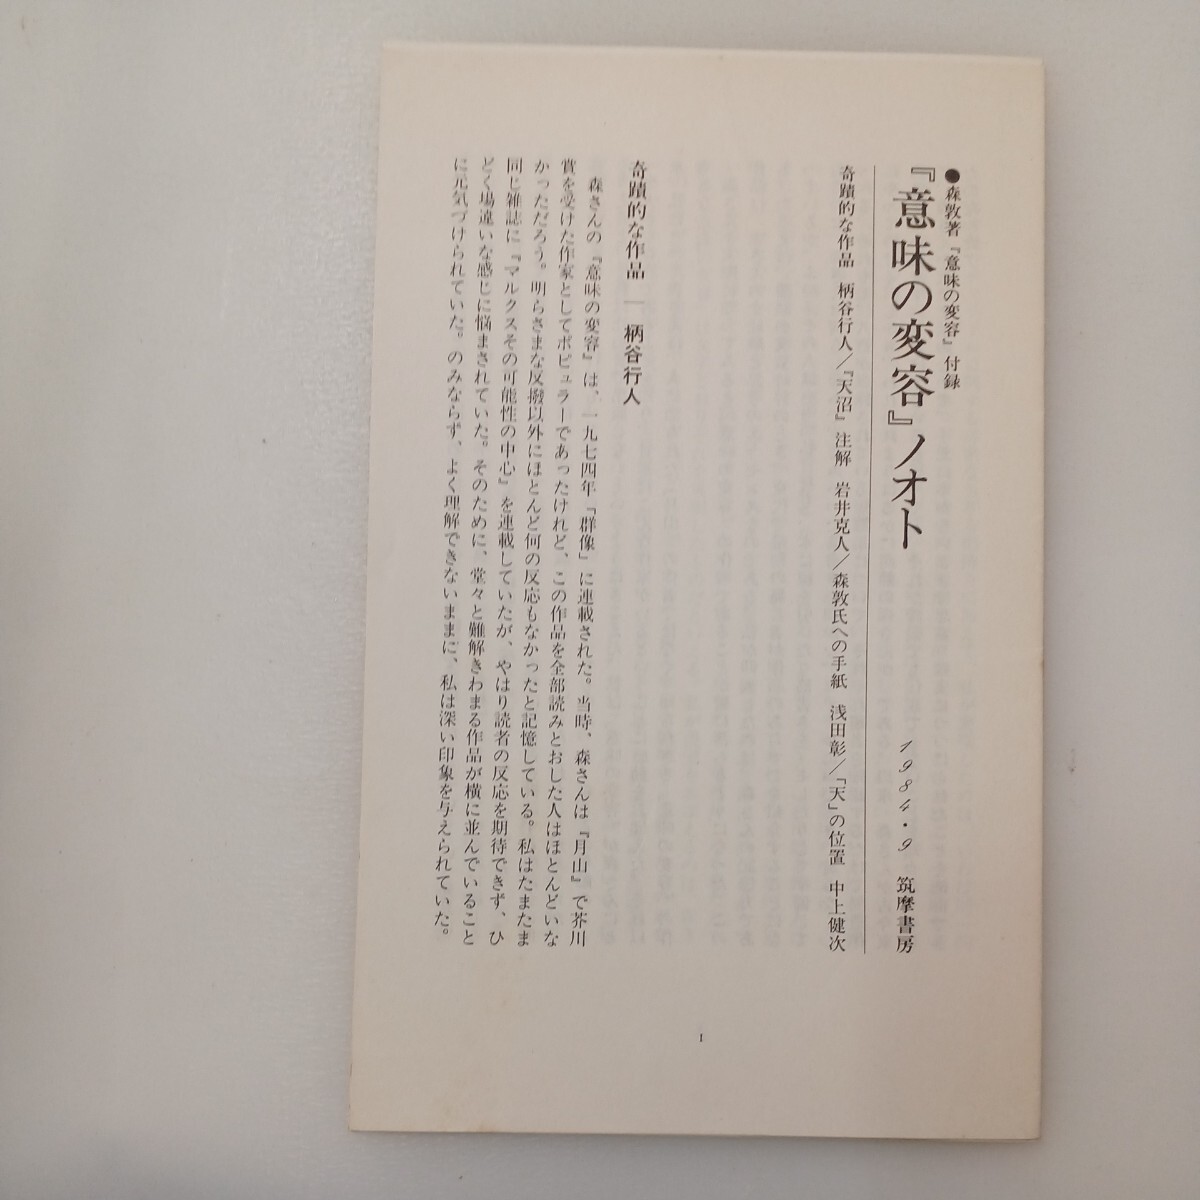 ●森敦著『意味の変容』付録
『意味の変容』ノオト 1984・9 筑摩書房
奇蹟的な作品 柄谷行人／『天沼』注解 岩井克人／森敦氏への手紙 浅田彰／「天」の位置 中上健次
奇蹟的な作品 ― 柄谷行人
森さんの『意味の変容』は、一九七四年「群像」に連載された。当時、森さんは『月山』で芥川
賞を受けた作家としてポピュラーであったけれど、この作品を全部読みとおした人はほとんどいな
かっただろう。明らさまな反撥以外にほとんど何の反応もなかったと記憶している。私はたまたま
同じ雑誌に『マルクスその可能性の中心』を連載していたが、やはり読者の反応を期待できず、ひ
どく場違いな感じに悩まされていた。そのために、堂々と難解きわまる作品が横に並んでいること
に元気づけられていた。のみならず、よく理解できないままに、私は深い印象を与えられていた。
1